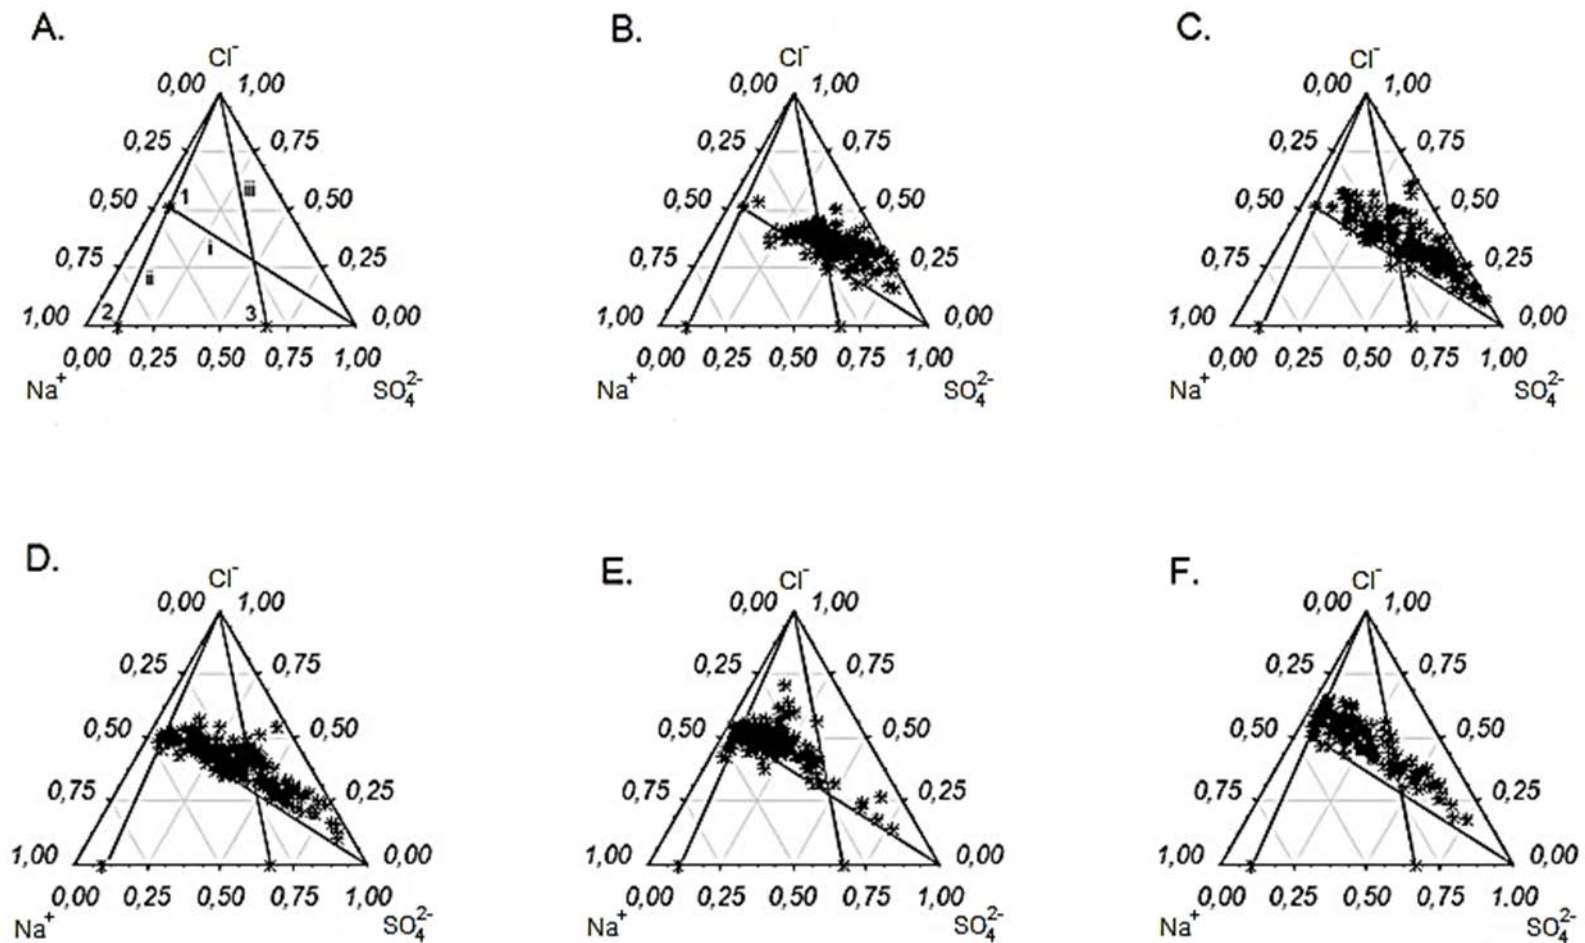 A. B. C.
Cl⁻ Cl⁻ Cl⁻
0,00 1,00 0,00 1,00 0,00 1,00
0,25 0,75 0,25 0,75 0,25 0,75
0,50 1 iii 0,50 0,50 0,50 0,50 0,50
0,75 i 0,25 0,75 0,25 0,75 0,25
ii
1,00 2 3 0,00 1,00 0,00 1,00 0,00
0,00 0,25 0,50 0,75 1,00 0,00 0,25 0,50 0,75 1,00 0,00 0,25 0,50 0,75 1,00
Na⁺ SO₄²⁻ Na⁺ SO₄²⁻ Na⁺ SO₄²⁻
D. E. F.
Cl⁻ Cl⁻ Cl⁻
0,00 1,00 0,00 1,00 0,00 1,00
0,25 0,75 0,25 0,75 0,25 0,75
0,50 0,50 0,50 0,50 0,50 0,50
0,75 0,25 0,75 0,25 0,75 0,25
1,00 0,00 1,00 0,00 1,00 0,00
0,00 0,25 0,50 0,75 1,00 0,00 0,25 0,50 0,75 1,00 0,00 0,25 0,50 0,75 1,00
Na⁺ SO₄²⁻ Na⁺ SO₄²⁻ Na⁺ SO₄²⁻